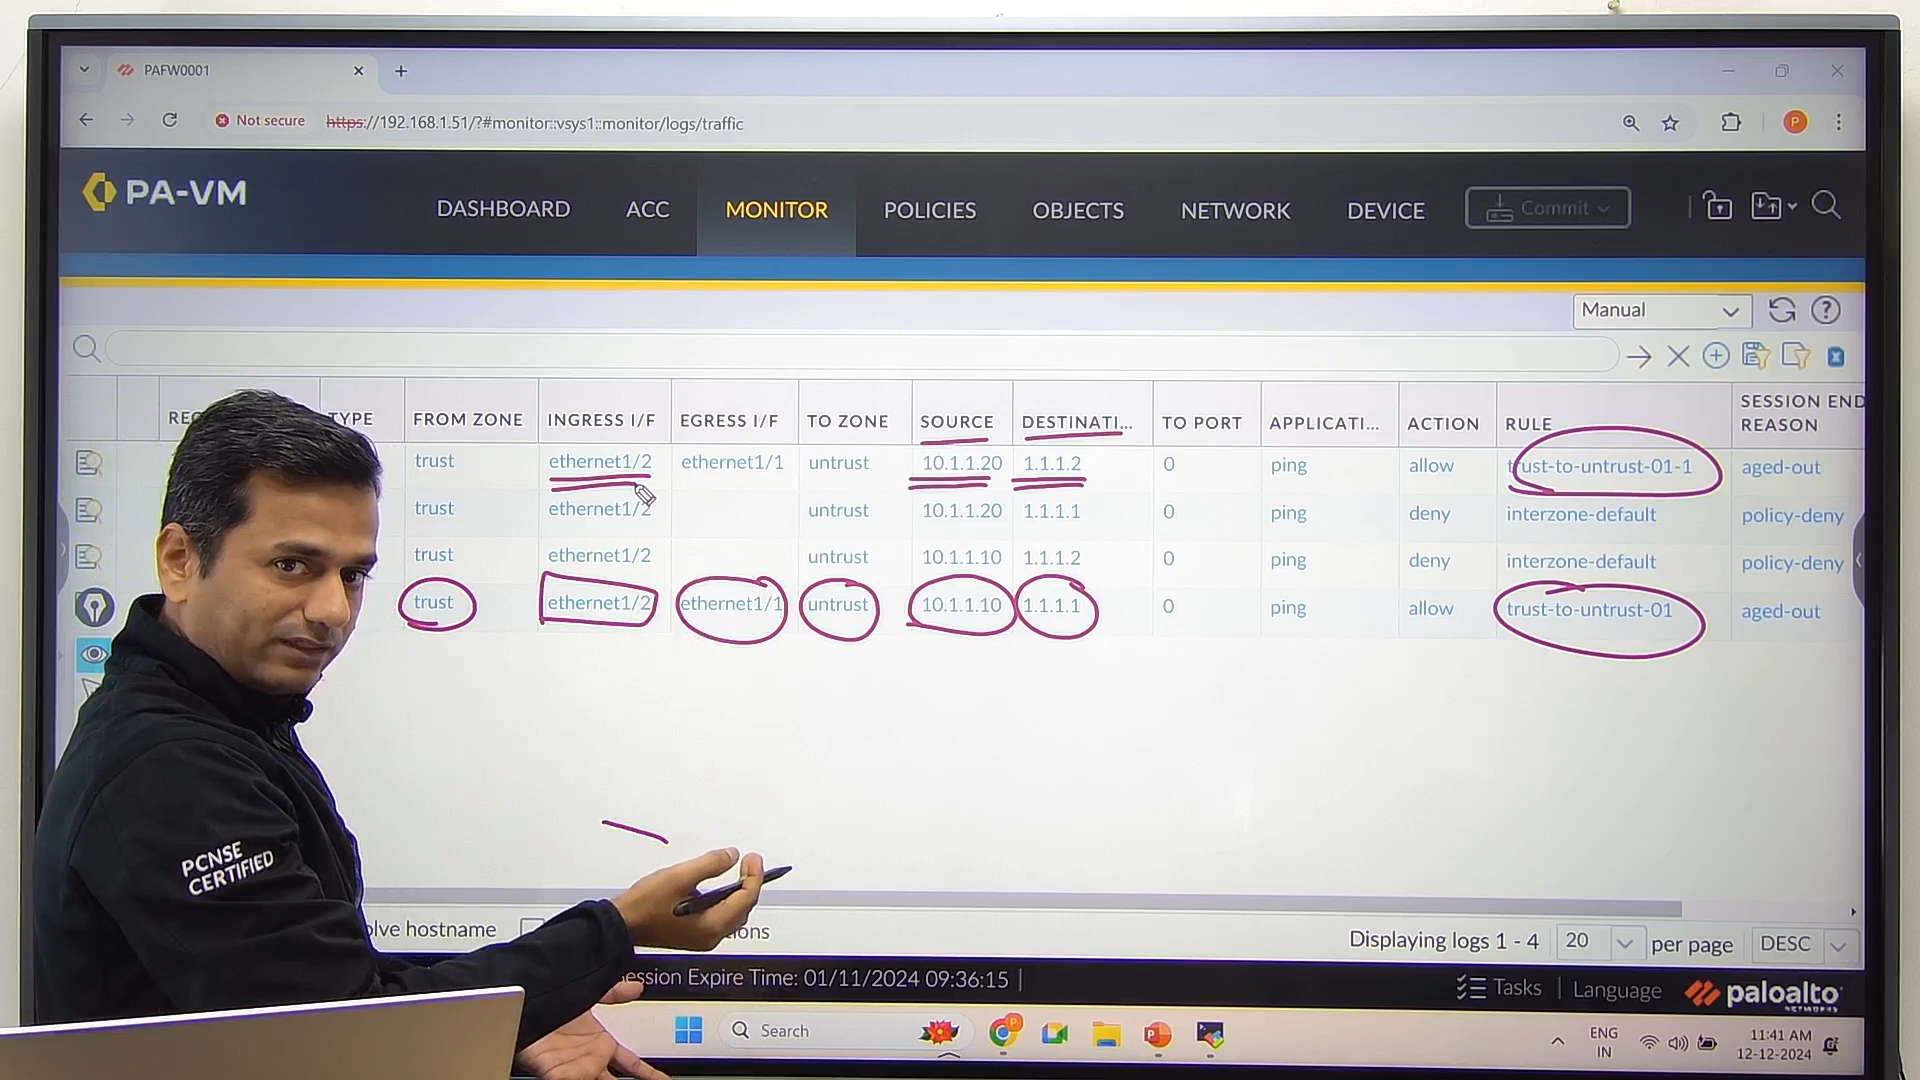 PAFW0001
Not secure https://192.168.1.51/?#monitor::vsys1::monitor/logs/traffic
P
PA-VM DASHBOARD ACC MONITOR POLICIES OBJECTS NETWORK DEVICE Commit
Manual
TYPE FROM ZONE INGRESS I/F EGRESS I/F TO ZONE SOURCE DESTINATI... TO PORT APPLICATI... ACTION RULE SESSION END REASON
trust ethernet1/2 ethernet1/1 untrust 10.1.1.20 1.1.1.2 0 ping allow trust-to-untrust-01-1 aged-out
trust ethernet1/2 untrust 10.1.1.20 1.1.1.1 0 ping deny interzone-default policy-deny
trust ethernet1/2 untrust 10.1.1.10 1.1.1.2 0 ping deny interzone-default policy-deny
trust ethernet1/2 ethernet1/1 untrust 10.1.1.10 1.1.1.1 0 ping allow trust-to-untrust-01 aged-out
PCNSE
CERTIFIED
hostname
Displaying logs 1 - 4 20 per page DESC
Expire Time: 01/11/2024 09:36:15 | Tasks | Language paloalto
NETWORKS
Search
P
ENG
IN
11:41 AM
12-12-2024